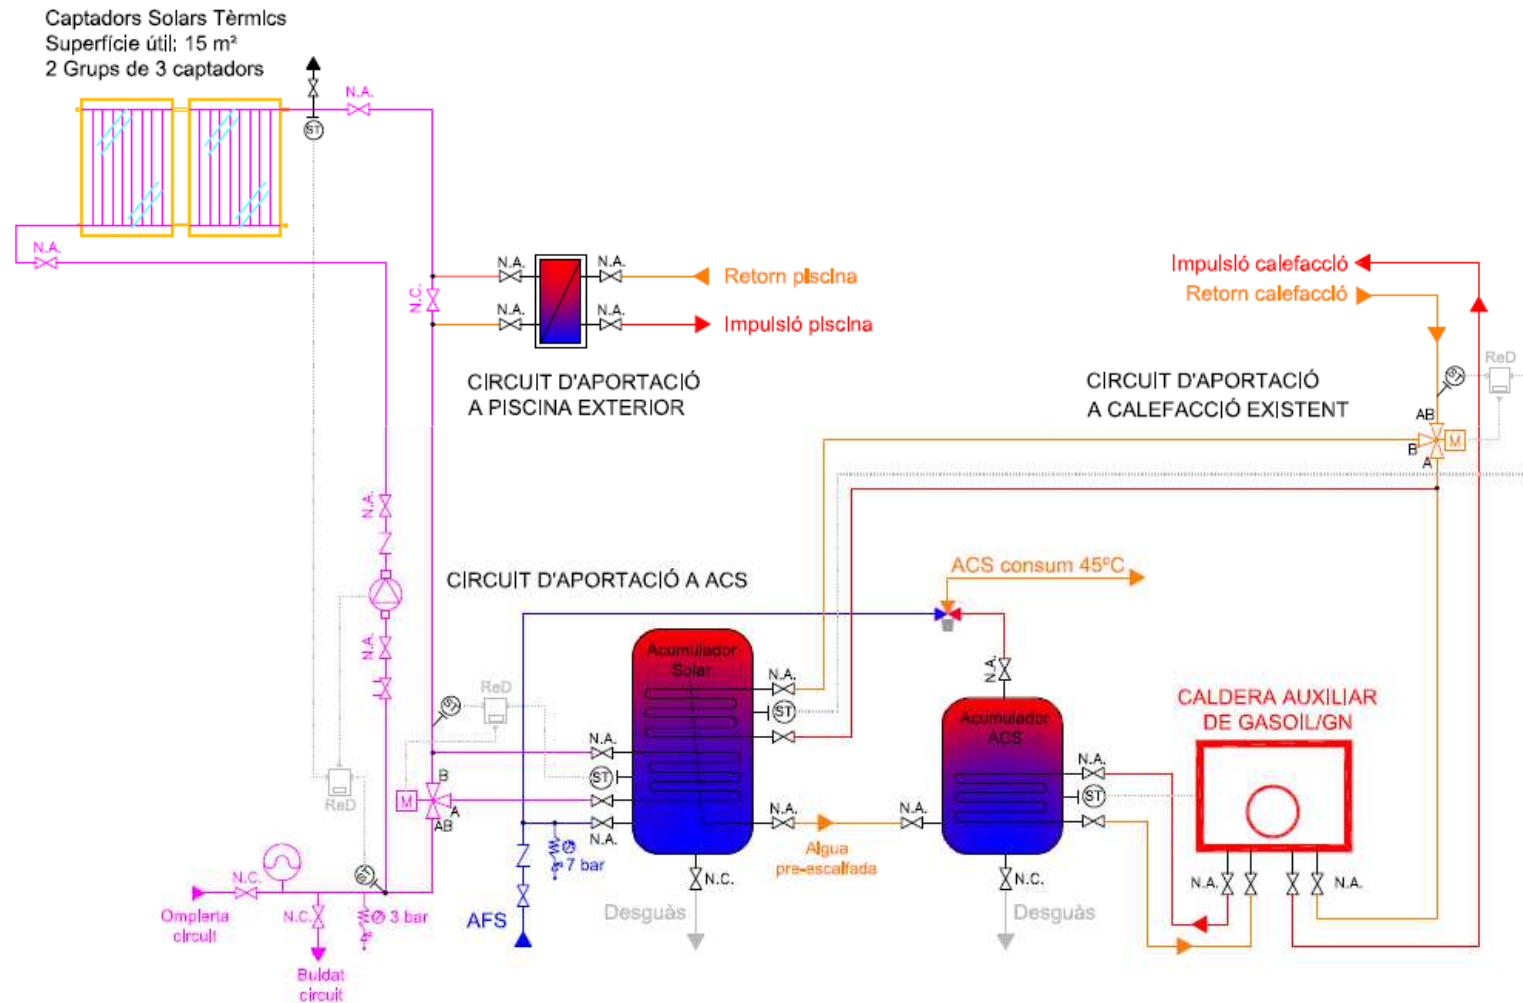 Captadors Solars Tèrmics
Superfície útil: 15 m²
2 Grups de 3 captadors
N.A.
ST
N.A.
N.A.
N.A.
Retorn piscina
N.C.
N.A.
N.A.
Impulsió piscina
CIRCUIT D'APORTACIÓ
A PISCINA EXTERIOR
Impulsió calefacció
Retorn calefacció
CIRCUIT D'APORTACIÓ
A CALEFACCIÓ EXISTENT
ST
ReD
AB
M
B
A
N.A.
N.A.
CIRCUIT D'APORTACIÓ A ACS
ACS consum 45ºC
Acumulador
Solar
N.A.
ST
N.A.
ST
ReD
N.A.
ST
N.A.
M
B
A
AB
ReD
N.A.
7 bar
N.A.
Aigua
pre-escalfada
N.A.
Acumulador
ACS
N.A.
ST
CALDERA AUXILIAR
DE GASOIL/GN
N.A.
N.A.
N.C.
Omplerta
circuit
N.C.
ST
3 bar
Buidat
circuit
AFS
N.C.
Desguàs
N.C.
Desguàs